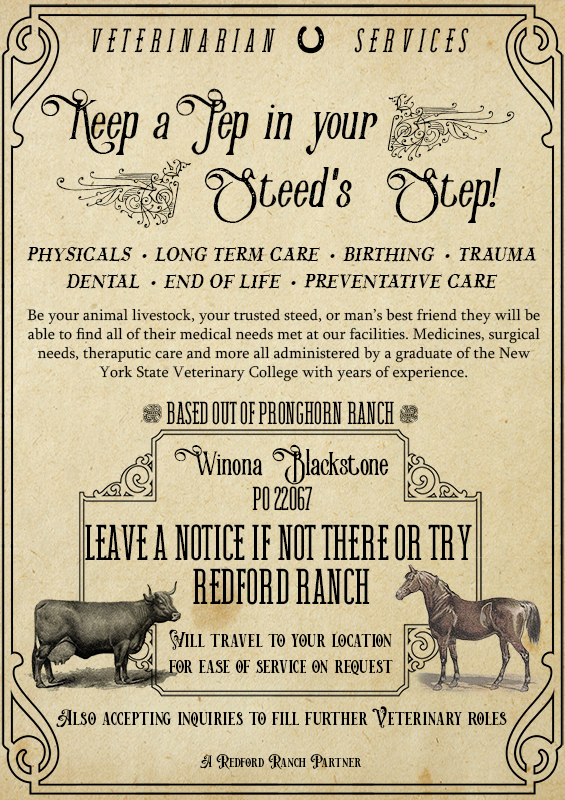 VETERINARIAN SERVICES
Keep a Pep in your
Steed's Step!
PHYSICALS • LONG TERM CARE • BIRTHING • TRAUMA
DENTAL • END OF LIFE • PREVENTATIVE CARE
Be your animal livestock, your trusted steed, or man's best friend they will be
able to find all of their medical needs met at our facilities. Medicines, surgical
needs, theraputic care and more all administered by a graduate of the New
York State Veterinary College with years of experience.
BASED OUT OF PRONGHORN RANCH
Winona Blackstone
PO 22067
LEAVE A NOTICE IF NOT THERE OR TRY
REDFORD RANCH
Will travel to your location
for ease of service on request
Also accepting inquiries to fill further Veterinary roles
A Redford Ranch Partner